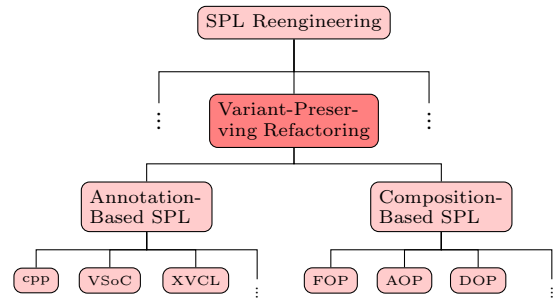 SPL Reengineering
Variant-Preser-
ving Refactoring
Annotation-
Based SPL
Composition-
Based SPL
cpp
VSoC
XVCL
FOP
AOP
DOP